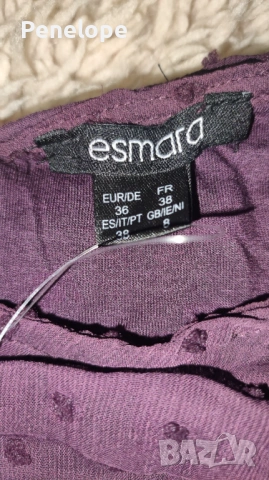 Penelope
esmara
EUR/DE FR
36 38
ES/IT/PT GB/IE/NI
38 8
BAZAR